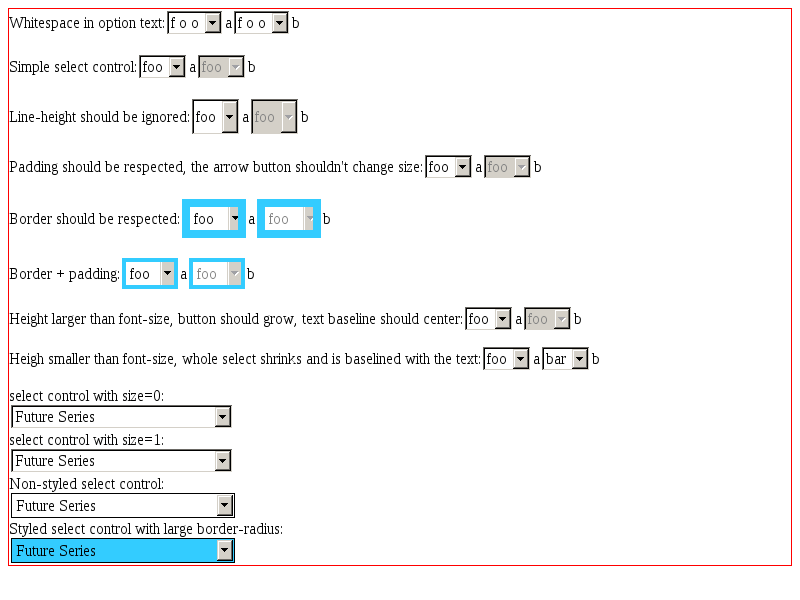 Whitespace in option text: f o o a f o o b
Simple select control: foo a foo b
Line-height should be ignored: foo a foo b
Padding should be respected, the arrow button shouldn't change size: foo a foo b
Border should be respected: foo a foo b
Border + padding: foo a foo b
Height larger than font-size, button should grow, text baseline should center: foo a foo b
Heigh smaller than font-size, whole select shrinks and is baselined with the text: foo a bar b
select control with size=0:
Future Series
select control with size=1:
Future Series
Non-styled select control:
Future Series
Styled select control with large border-radius:
Future Series